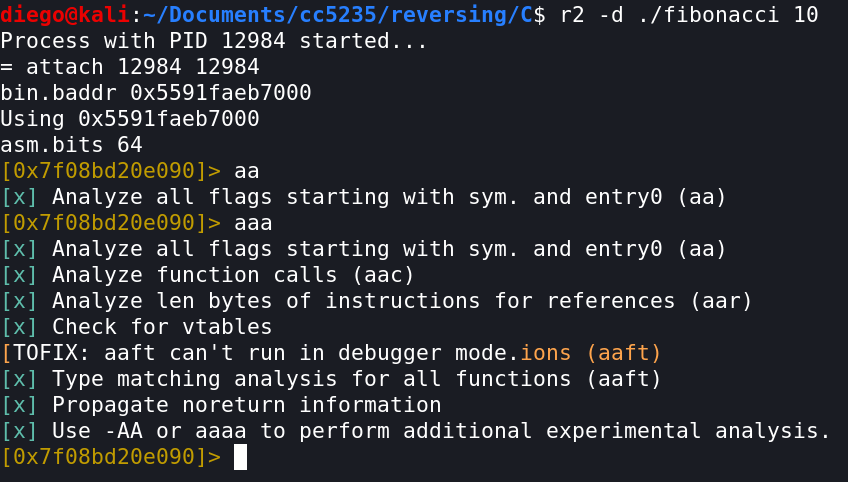 diego@kali:~/Documents/cc5235/reversing/C$ r2 -d ./fibonacci 10
Process with PID 12984 started...
= attach 12984 12984
bin.baddr 0x5591faeb7000
Using 0x5591faeb7000
asm.bits 64
[0x7f08bd20e090]> aa
[x] Analyze all flags starting with sym. and entry0 (aa)
[0x7f08bd20e090]> aaa
[x] Analyze all flags starting with sym. and entry0 (aa)
[x] Analyze function calls (aac)
[x] Analyze len bytes of instructions for references (aar)
[x] Check for vtables
[TOFIX: aaft can't run in debugger mode.ions (aaft)
[x] Type matching analysis for all functions (aaft)
[x] Propagate noreturn information
[x] Use -AA or aaaa to perform additional experimental analysis.
[0x7f08bd20e090]>